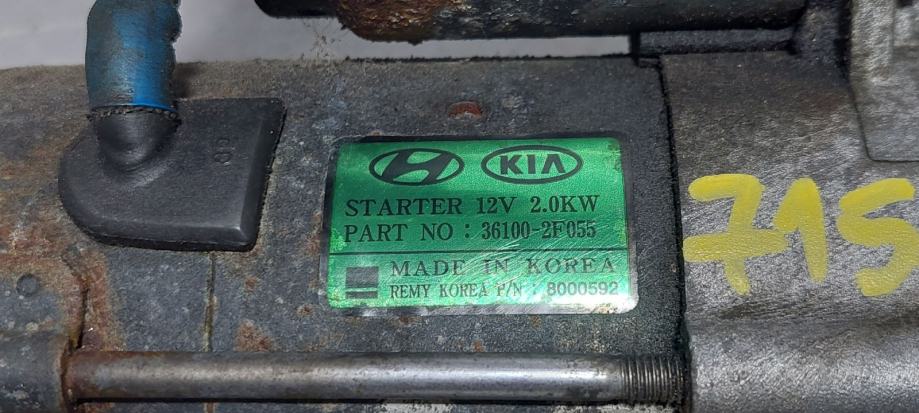 KIA
STARTER 12V 2.0KW
PART NO : 36100-2F055
MADE IN KOREA
REMY KOREA P/N : 8000592
715